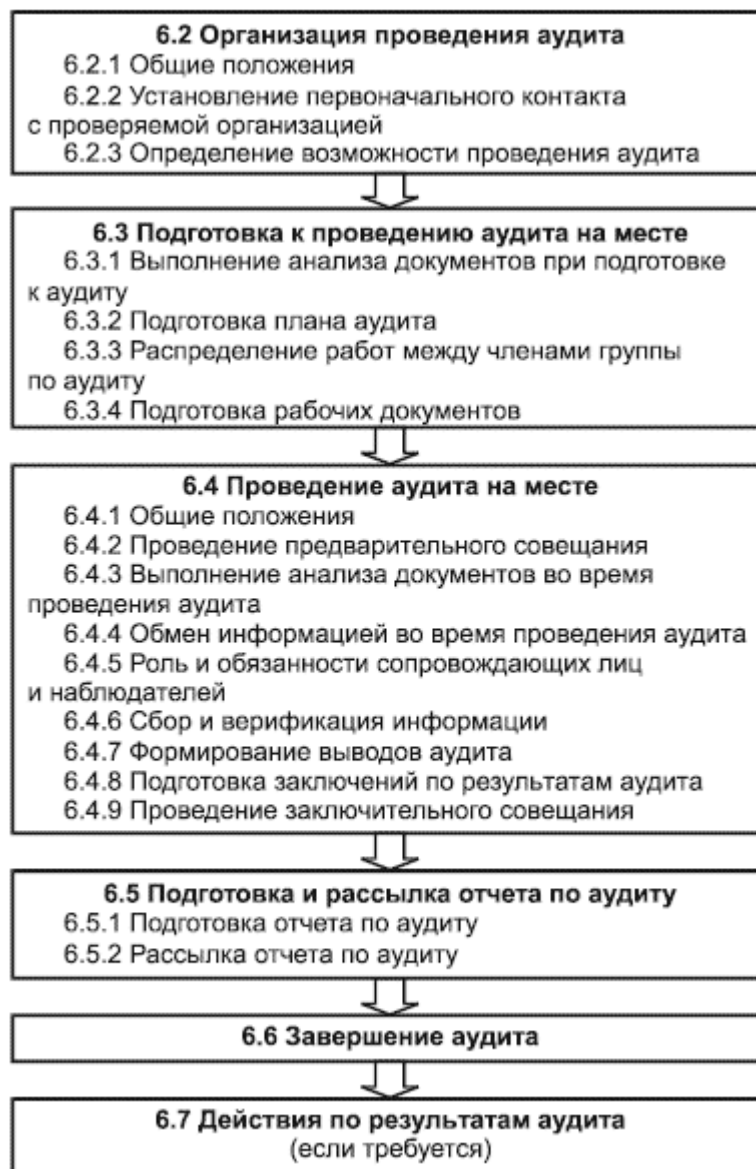 6.2 Организация проведения аудита
6.2.1 Общие положения
6.2.2 Установление первоначального контакта
с проверяемой организацией
6.2.3 Определение возможности проведения аудита
6.3 Подготовка к проведению аудита на месте
6.3.1 Выполнение анализа документов при подготовке
к аудиту
6.3.2 Подготовка плана аудита
6.3.3 Распределение работ между членами группы
по аудиту
6.3.4 Подготовка рабочих документов
6.4 Проведение аудита на месте
6.4.1 Общие положения
6.4.2 Проведение предварительного совещания
6.4.3 Выполнение анализа документов во время
проведения аудита
6.4.4 Обмен информацией во время проведения аудита
6.4.5 Роль и обязанности сопровождающих лиц
и наблюдателей
6.4.6 Сбор и верификация информации
6.4.7 Формирование выводов аудита
6.4.8 Подготовка заключений по результатам аудита
6.4.9 Проведение заключительного совещания
6.5 Подготовка и рассылка отчета по аудиту
6.5.1 Подготовка отчета по аудиту
6.5.2 Рассылка отчета по аудиту
6.6 Завершение аудита
6.7 Действия по результатам аудита
(если требуется)